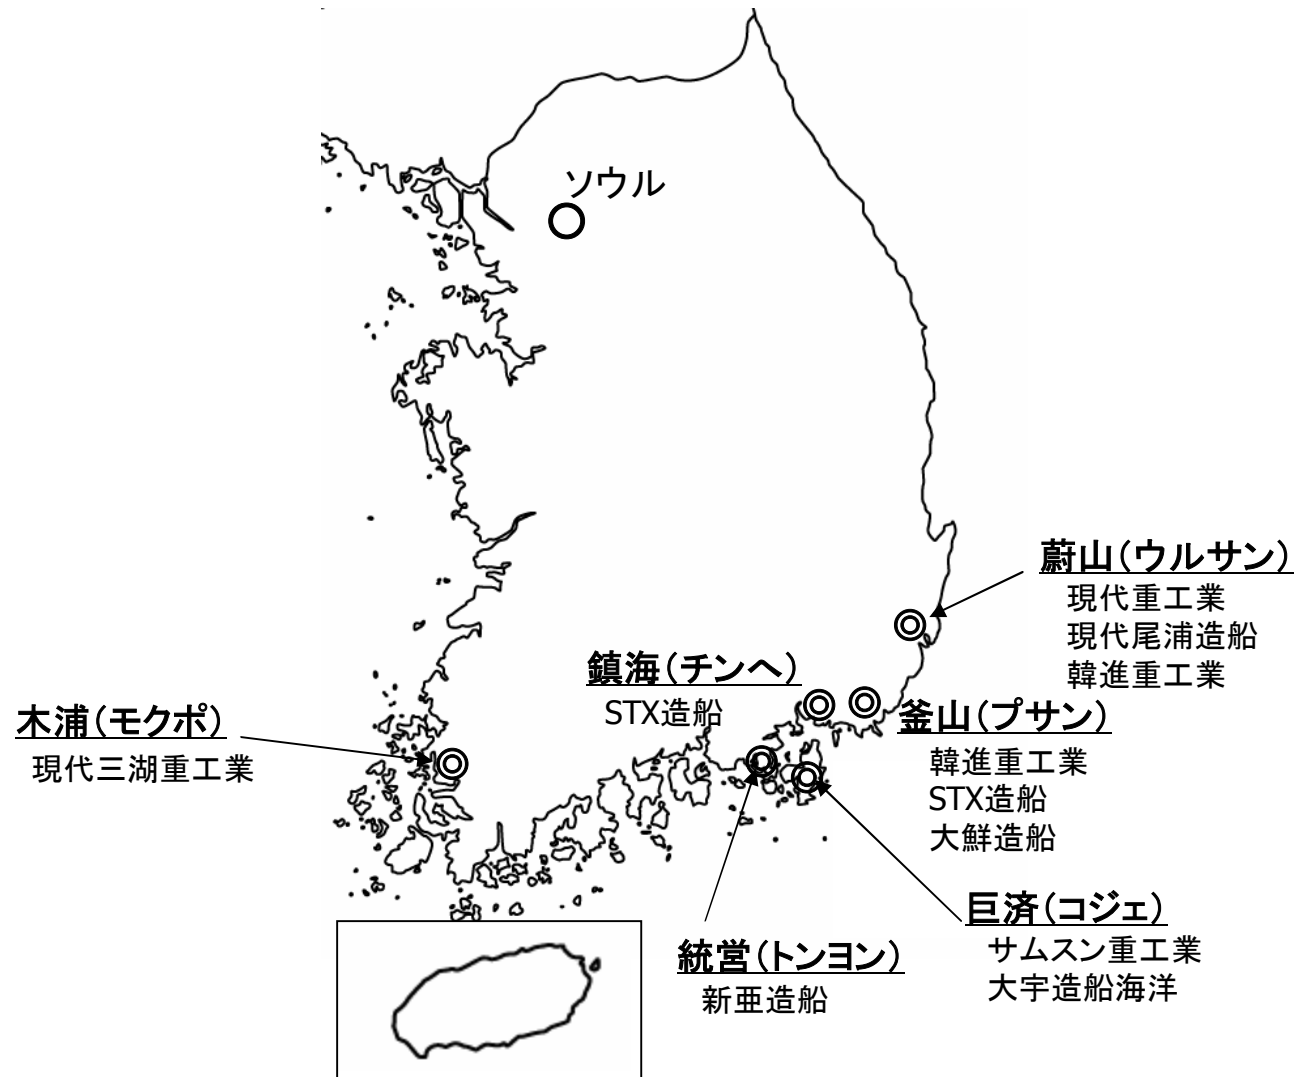 ソウル
蔚山（ウルサン）
現代重工業
現代尾浦造船
韓進重工業
鎮海（チンヘ）
STX造船
釜山（プサン）
韓進重工業
STX造船
大鮮造船
木浦（モクポ）
現代三湖重工業
巨済（コジェ）
サムスン重工業
大宇造船海洋
統営（トンヨン）
新亜造船